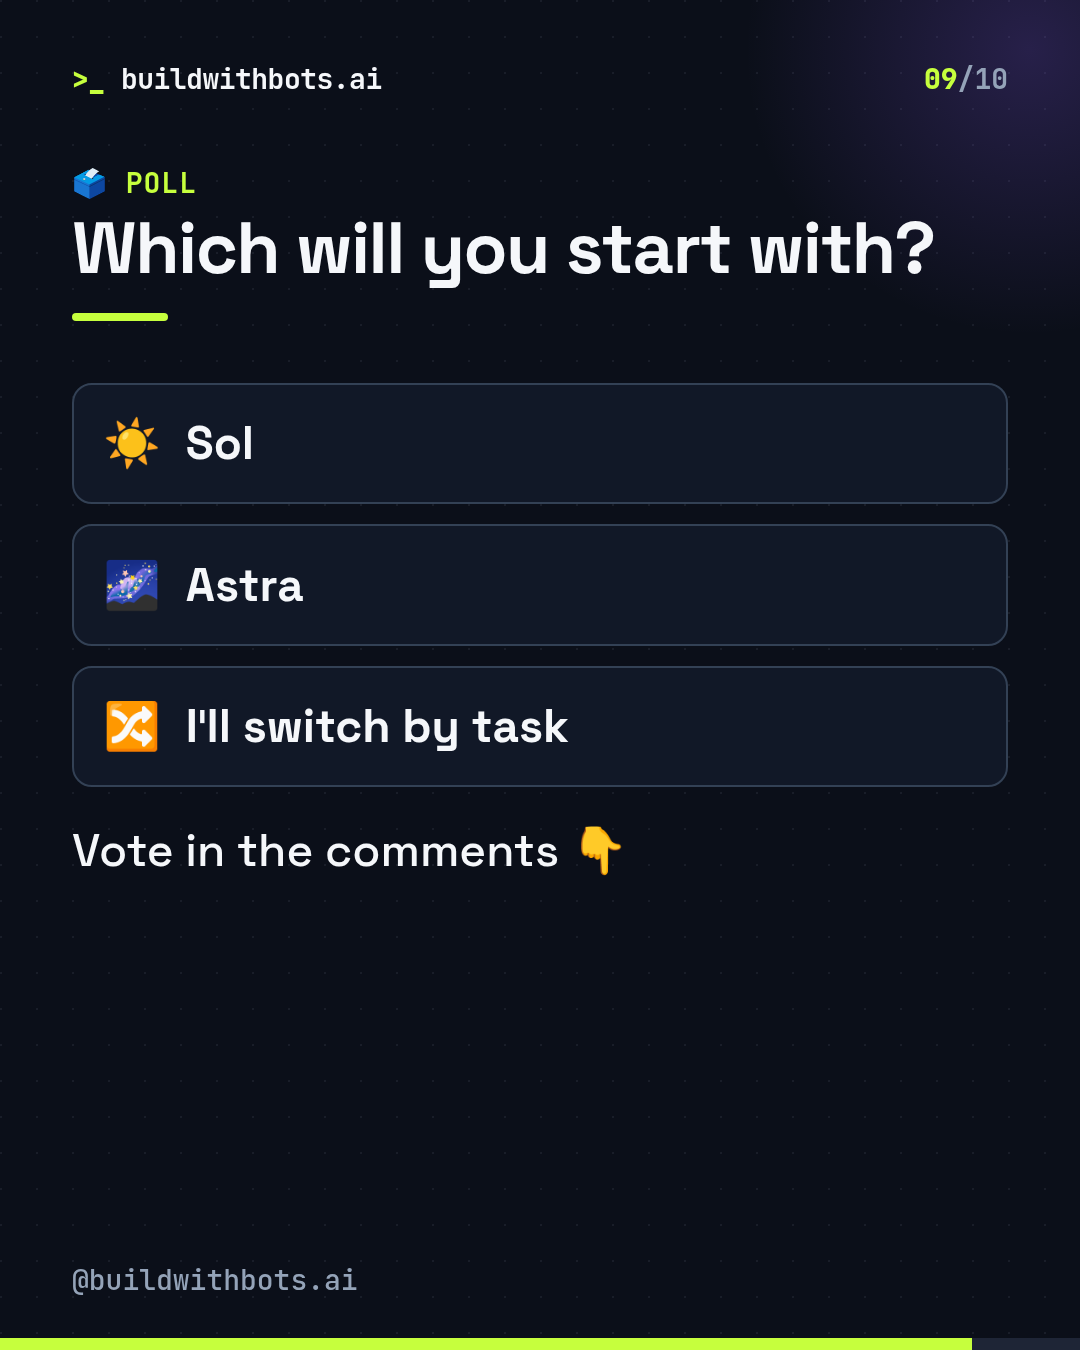 >_ buildwithbots.ai
09/10
POLL
Which will you start with?
Sol
Astra
I'll switch by task
Vote in the comments 👇
@buildwithbots.ai